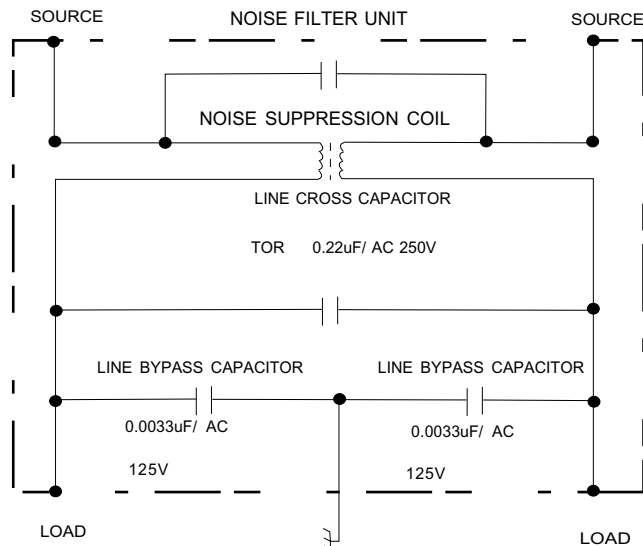 SOURCE
NOISE FILTER UNIT
SOURCE
NOISE SUPPRESSION COIL
LINE CROSS CAPACITOR
TOR 0.22uF/ AC 250V
LINE BYPASS CAPACITOR
LINE BYPASS CAPACITOR
0.0033uF/ AC
0.0033uF/ AC
125V
125V
LOAD
LOAD